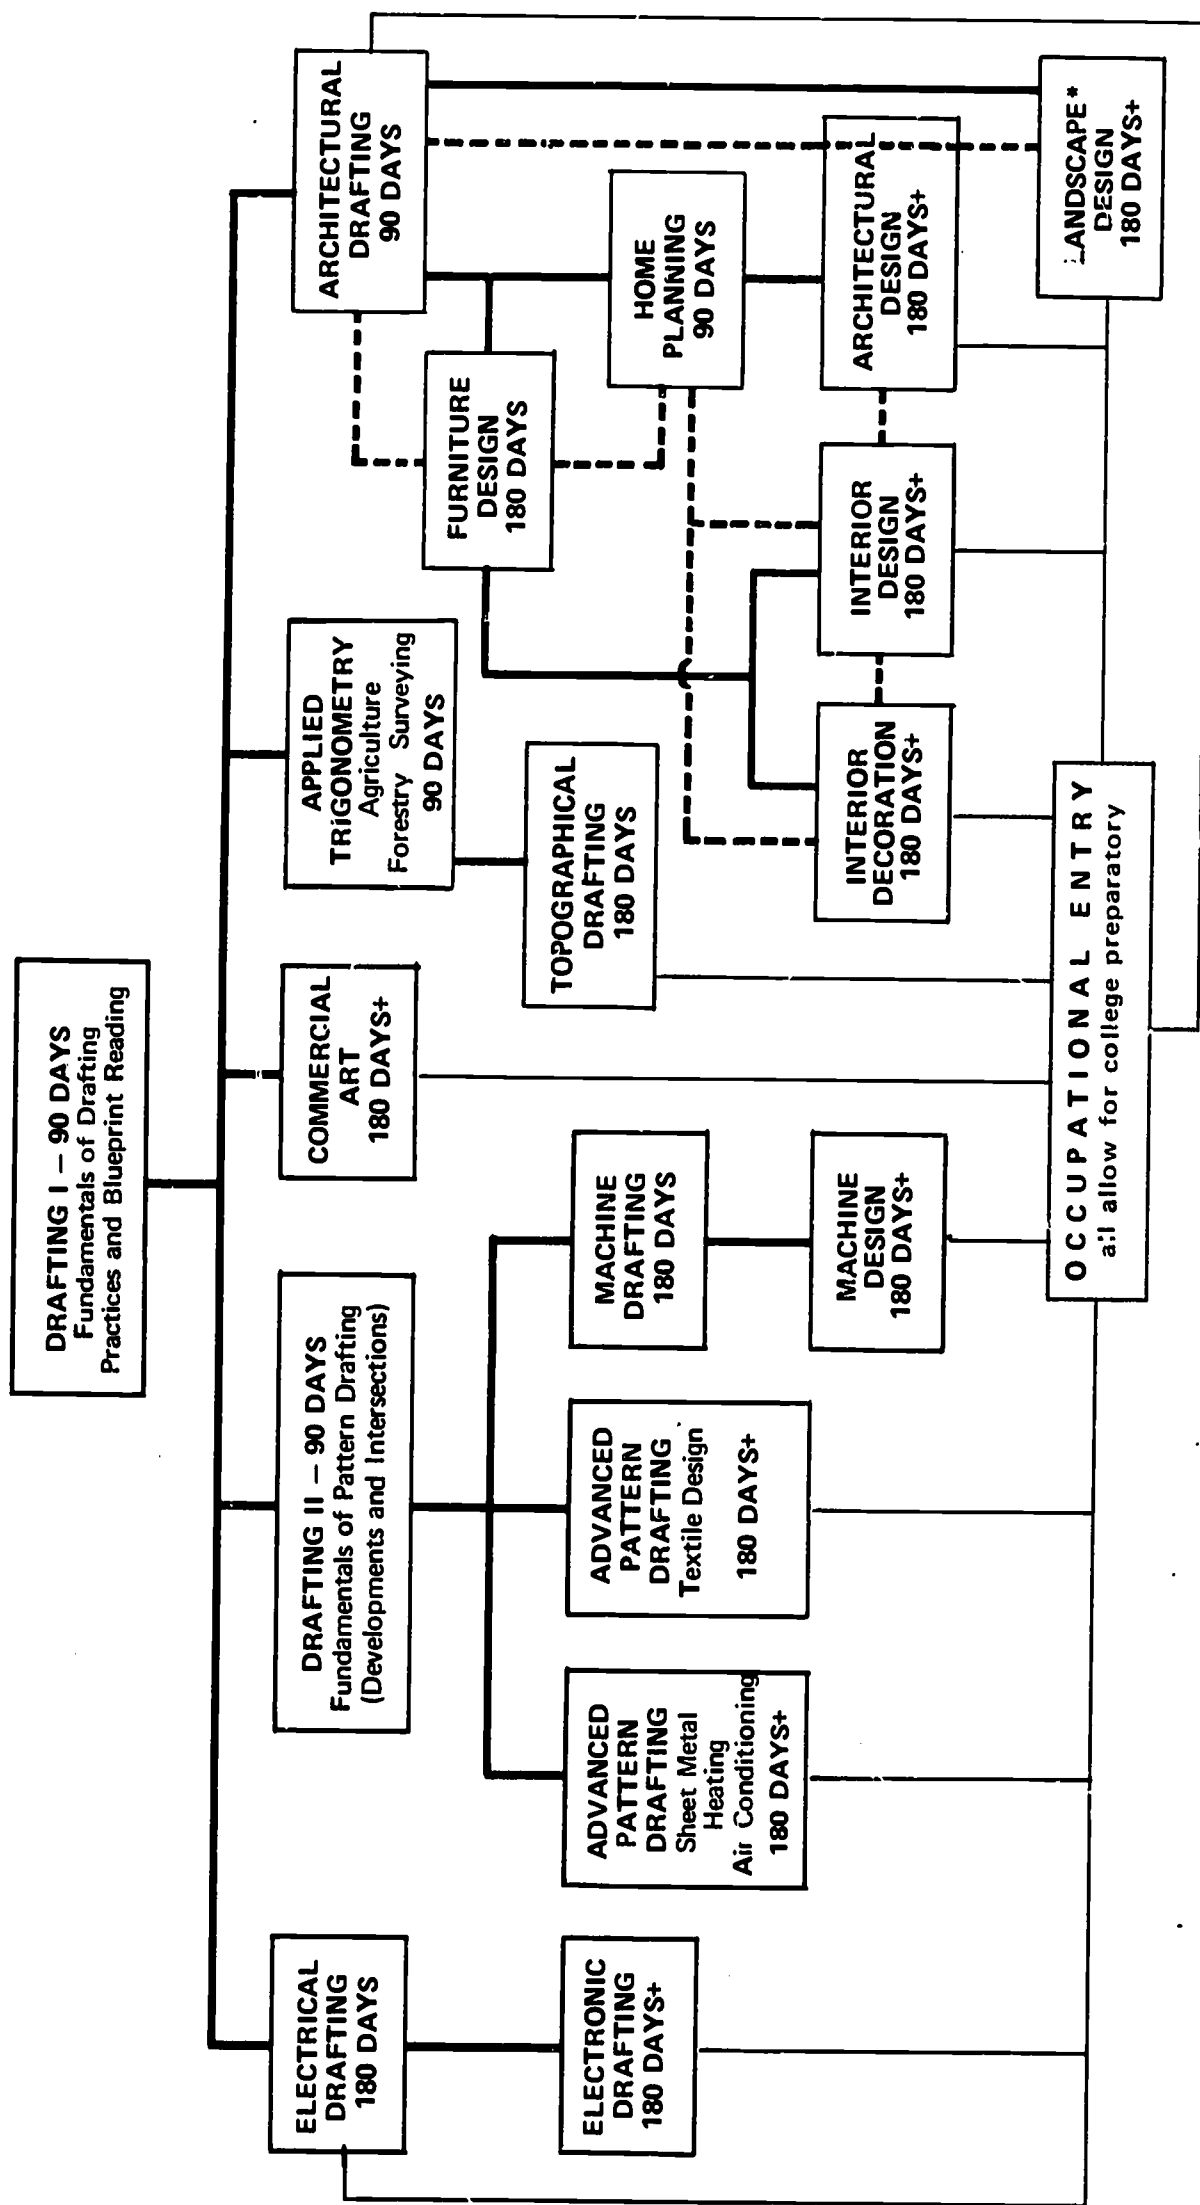 DRAFTING I – 90 DAYS
Fundamentals of Drafting
Practices and Blueprint Reading
ELECTRICAL
DRAFTING
180 DAYS
DRAFTING II – 90 DAYS
Fundamentals of Pattern Drafting
(Developments and Intersections)
COMMERCIAL
ART
180 DAYS+
APPLIED
TRIGONOMETRY
Agriculture
Forestry Surveying
90 DAYS
ARCHITECTURAL
DRAFTING
90 DAYS
FURNITURE
DESIGN
180 DAYS
ELECTRONIC
DRAFTING
180 DAYS+
ADVANCED
PATTERN
DRAFTING
Sheet Metal
Heating
Air Conditioning
180 DAYS+
ADVANCED
PATTERN
DRAFTING
Textile Design
180 DAYS+
MACHINE
DRAFTING
180 DAYS
TOPOGRAPHICAL
DRAFTING
180 DAYS
HOME
PLANNING
90 DAYS
MACHINE
DESIGN
180 DAYS+
INTERIOR
DECORATION
180 DAYS+
INTERIOR
DESIGN
180 DAYS+
ARCHITECTURAL
DESIGN
180 DAYS+
LANDSCAPE*
DESIGN
180 DAYS+
OCCUPATIONAL ENTRY
all allow for college preparatory